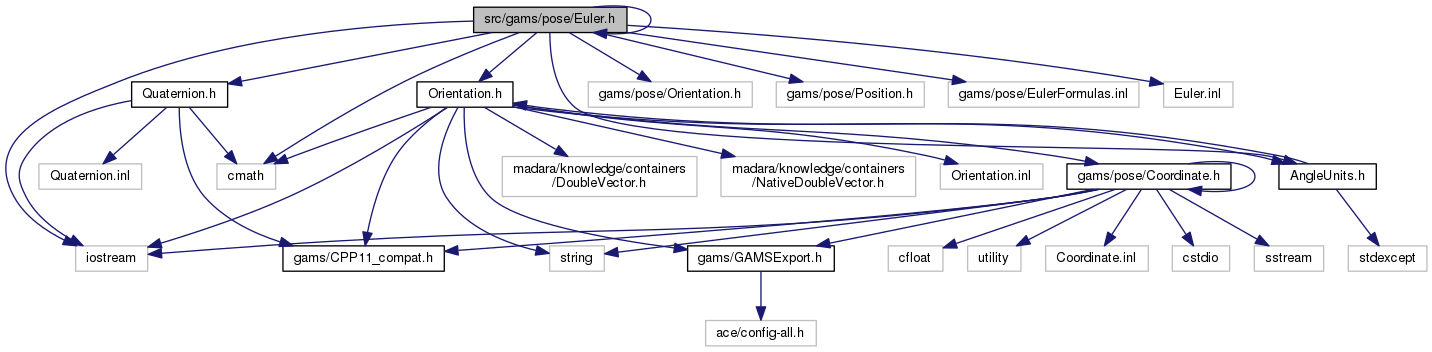 src/gams/pose/Euler.h
Quaternion.h
Orientation.h
gams/pose/Orientation.h
gams/pose/Position.h
gams/pose/EulerFormulas.inl
Euler.inl
Quaternion.inl
cmath
madara/knowledge/containers
/DoubleVector.h
madara/knowledge/containers
/NativeDoubleVector.h
Orientation.inl
gams/pose/Coordinate.h
AngleUnits.h
iostream
gams/CPP11_compat.h
string
gams/GAMSExport.h
cfloat
utility
Coordinate.inl
cstdio
sstream
stdexcept
ace/config-all.h